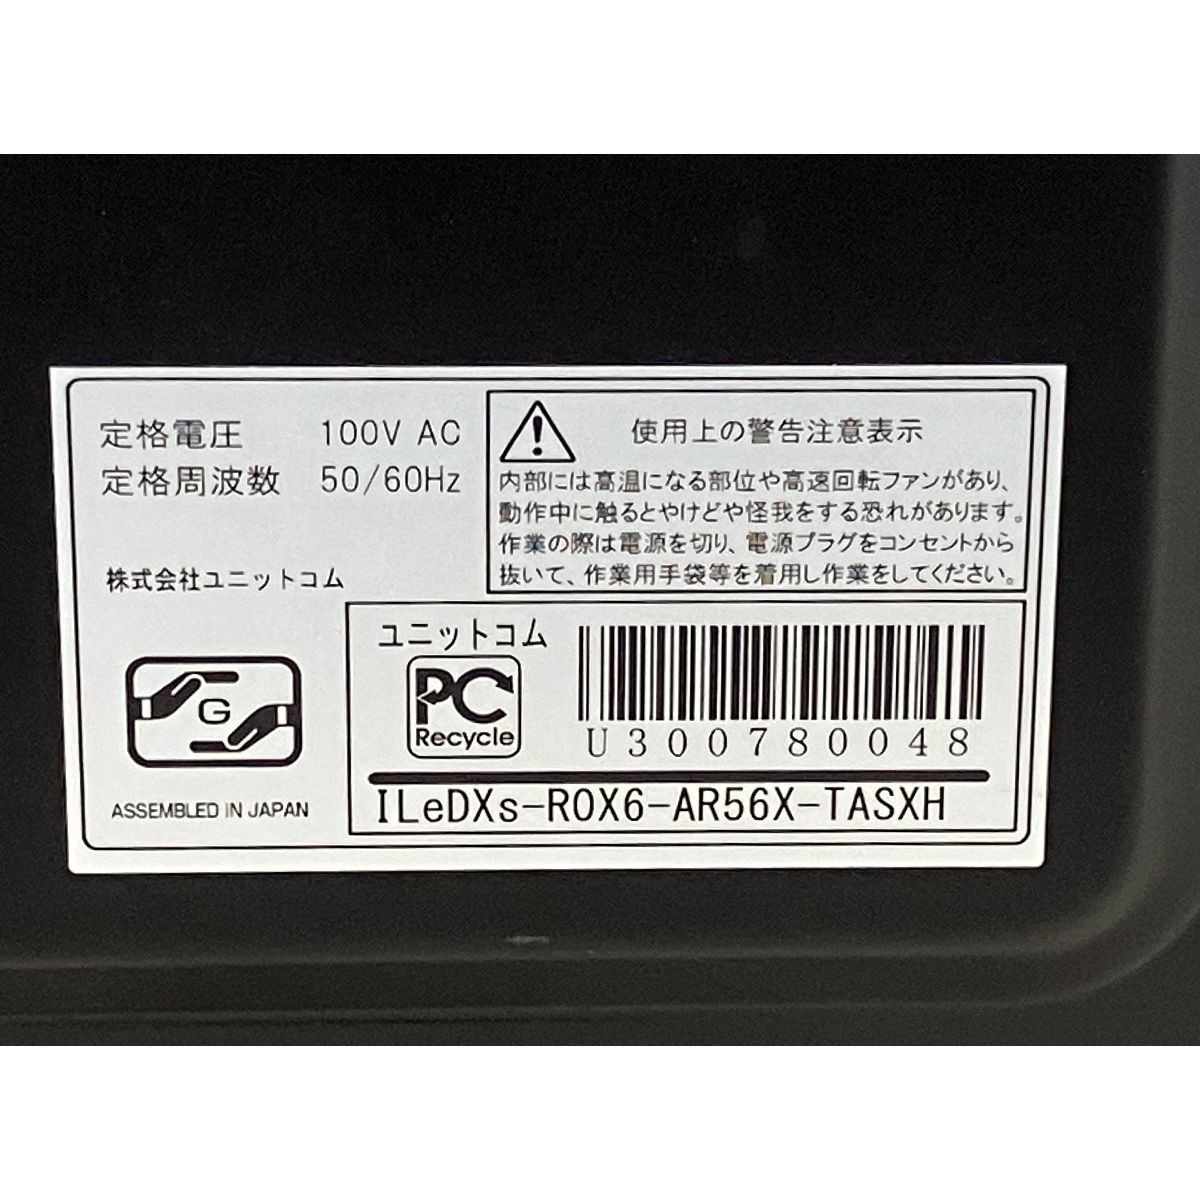 定格電圧 100V AC
定格周波数 50/60Hz
株式会社ユニットコム
G
ASSEMBLED IN JAPAN
使用上の警告注意表示
内部には高温になる部位や高速回転ファンがあり、
動作中に触るとやけどや怪我をする恐れがあります。
作業の際は電源を切り、電源プラグをコンセントから
抜いて、作業用手袋等を着用し作業をしてください。
ユニットコム
PC
Recycle
U300780048
ILeDXs-R0X6-AR56X-TASXH